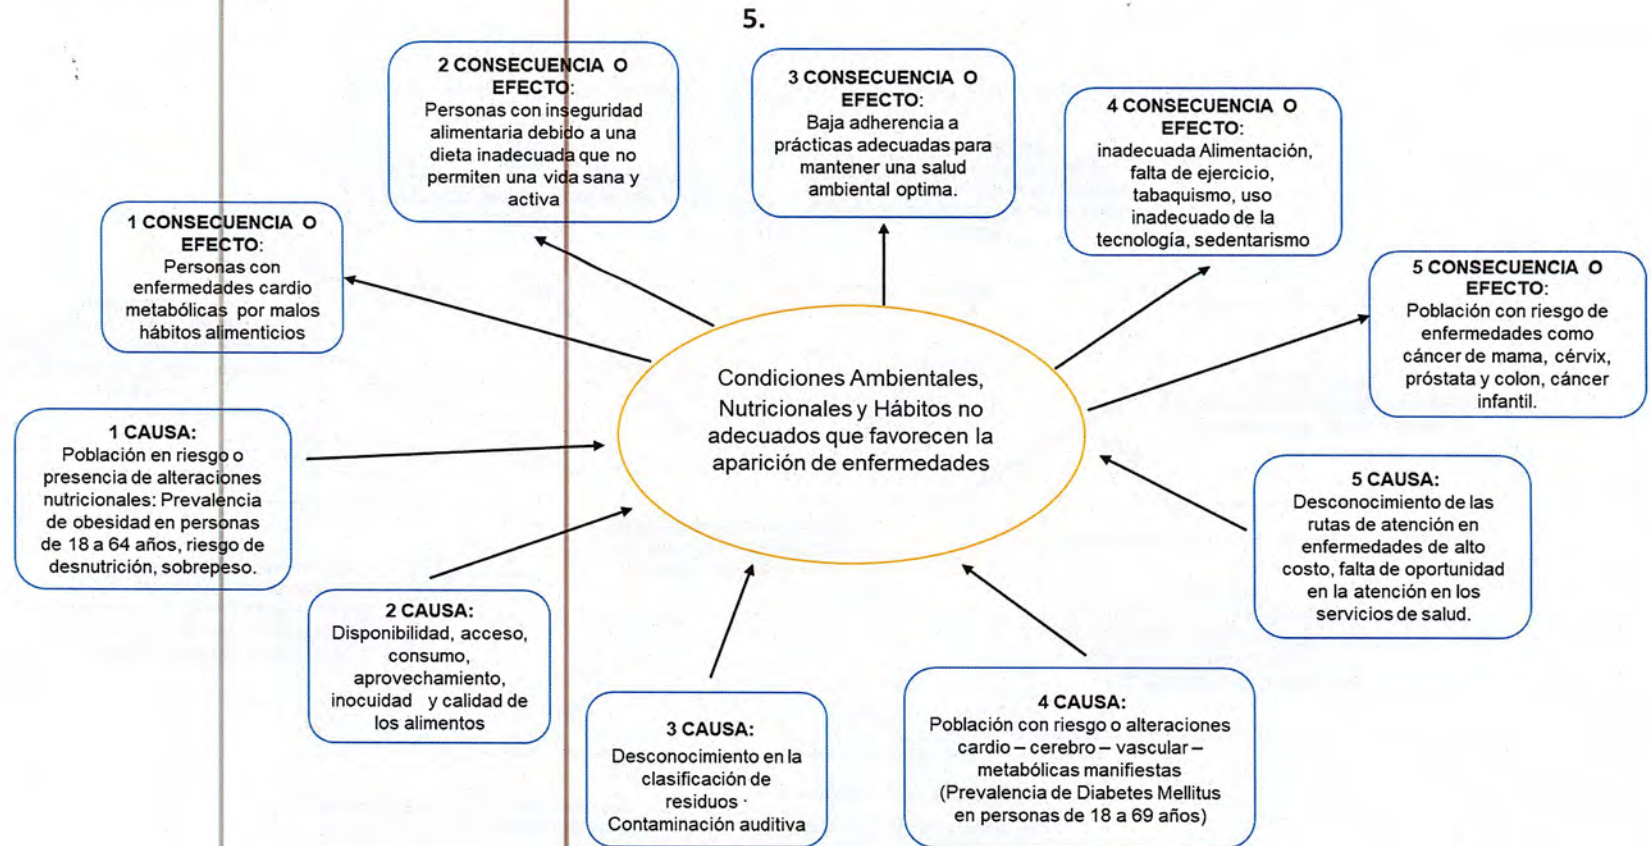 5.
2 CONSECUENCIA O
EFECTO:
Personas con inseguridad
alimentaria debido a una
dieta inadecuada que no
permiten una vida sana y
activa
3 CONSECUENCIA O
EFECTO:
Baja adherencia a
prácticas adecuadas para
mantener una salud
ambiental optima.
4 CONSECUENCIA O
EFECTO:
inadecuada Alimentación,
falta de ejercicio,
tabaquismo, uso
inadecuado de la
tecnología, sedentarismo
1 CONSECUENCIA O
EFECTO:
Personas con
enfermedades cardio
metabólicas por malos
hábitos alimenticios
5 CONSECUENCIA O
EFECTO:
Población con riesgo de
enfermedades como
cáncer de mama, cérvix,
próstata y colon, cáncer
infantil.
Condiciones Ambientales,
Nutricionales y Hábitos no
adecuados que favorecen la
aparición de enfermedades
1 CAUSA:
Población en riesgo o
presencia de alteraciones
nutricionales: Prevalencia
de obesidad en personas
de 18 a 64 años, riesgo de
desnutrición, sobrepeso.
2 CAUSA:
Disponibilidad, acceso,
consumo,
aprovechamiento,
inocuidad y calidad de
los alimentos
3 CAUSA:
Desconocimiento en la
clasificación de
residuos ·
Contaminación auditiva
4 CAUSA:
Población con riesgo o alteraciones
cardio – cerebro – vascular –
metabólicas manifiestas
(Prevalencia de Diabetes Mellitus
en personas de 18 a 69 años)
5 CAUSA:
Desconocimiento de las
rutas de atención en
enfermedades de alto
costo, falta de oportunidad
en la atención en los
servicios de salud.